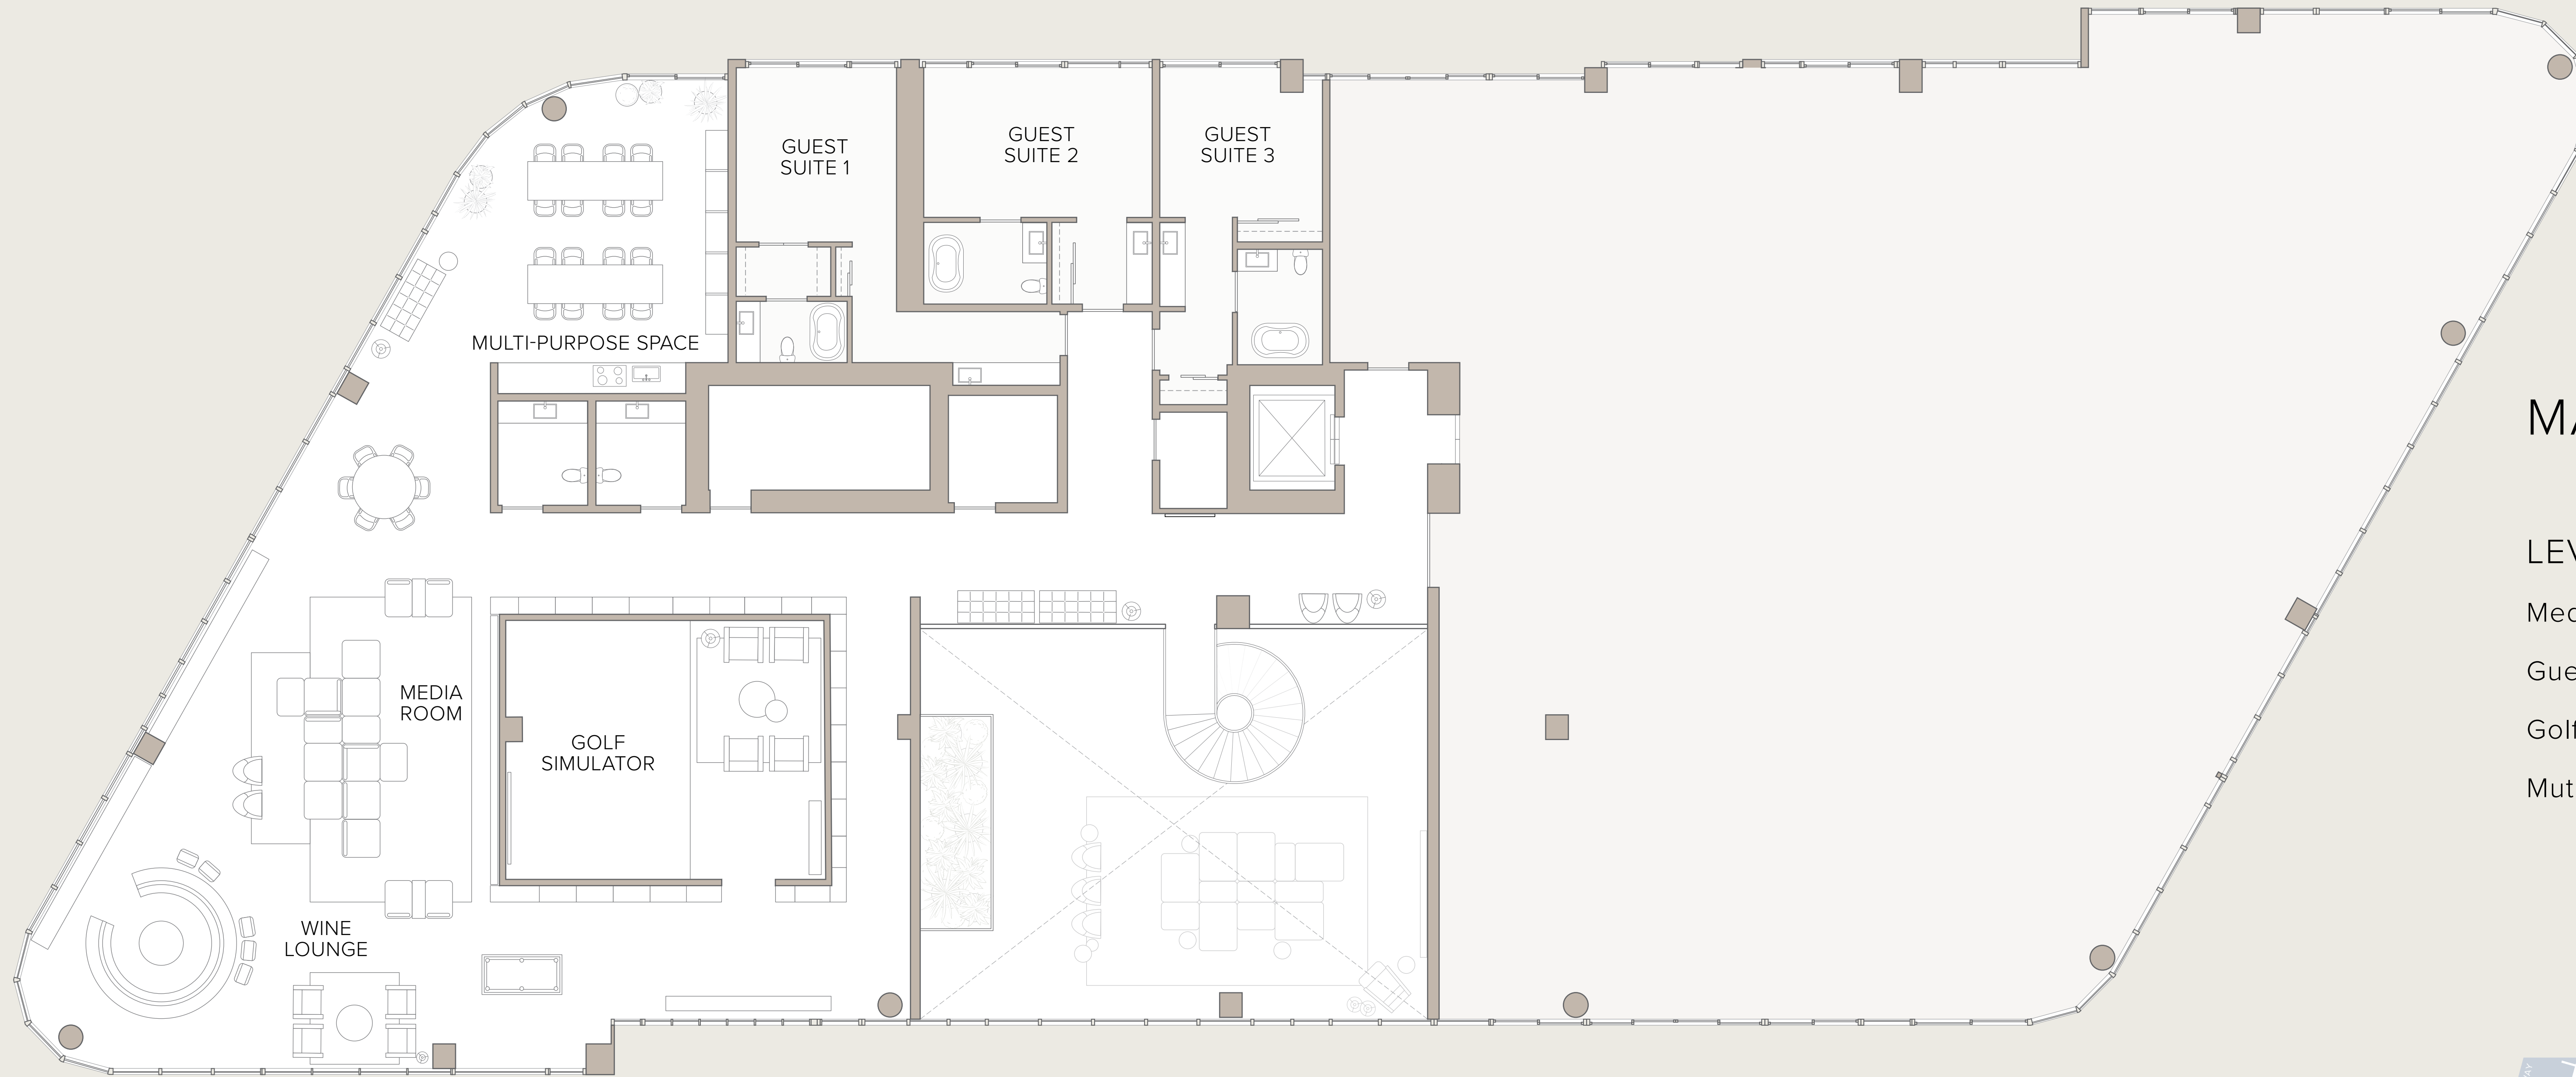 GUEST
SUITE 1
GUEST
SUITE 2
GUEST
SUITE 3
MULTI-PURPOSE SPACE
MEDIA
ROOM
GOLF
SIMULATOR
WINE
LOUNGE